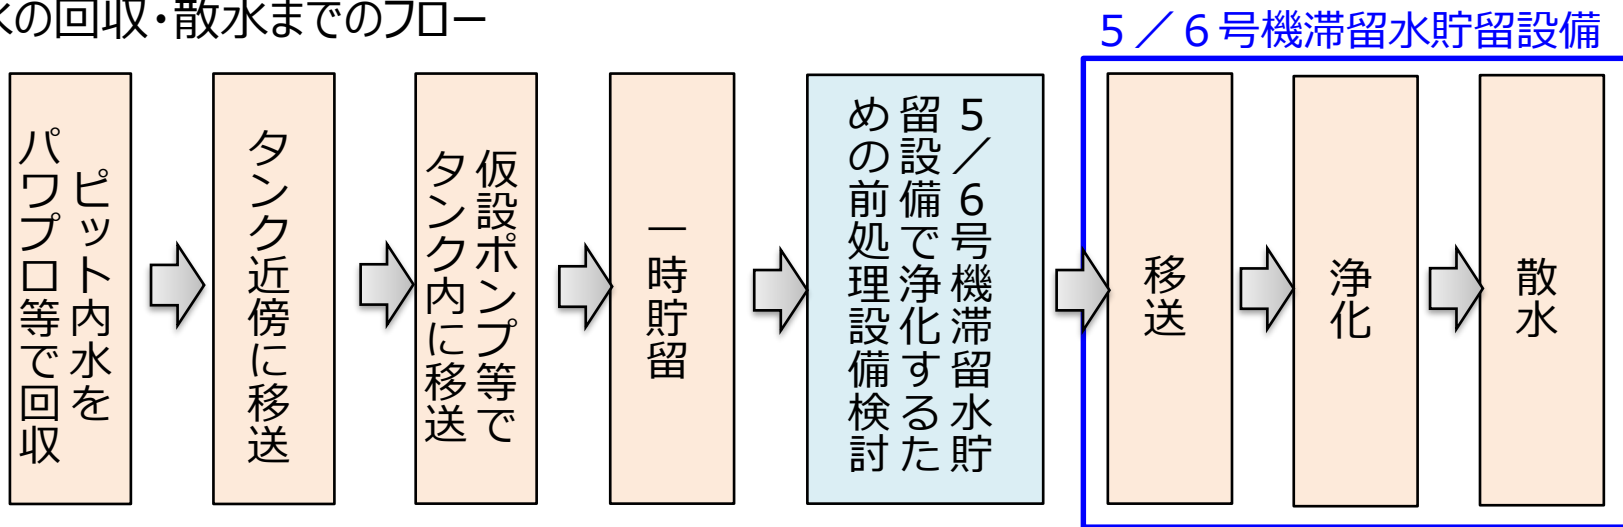 水の回収・散水までのフロー
5／6号機滞留水貯留設備
ピット内水を
パワプロ等で回収
タンク近傍に移送
仮設ポンプ等で
タンク内に移送
一時貯留
5／6号機滞留水貯
留設備で浄化するた
めの前処理設備検討
移送
浄化
散水